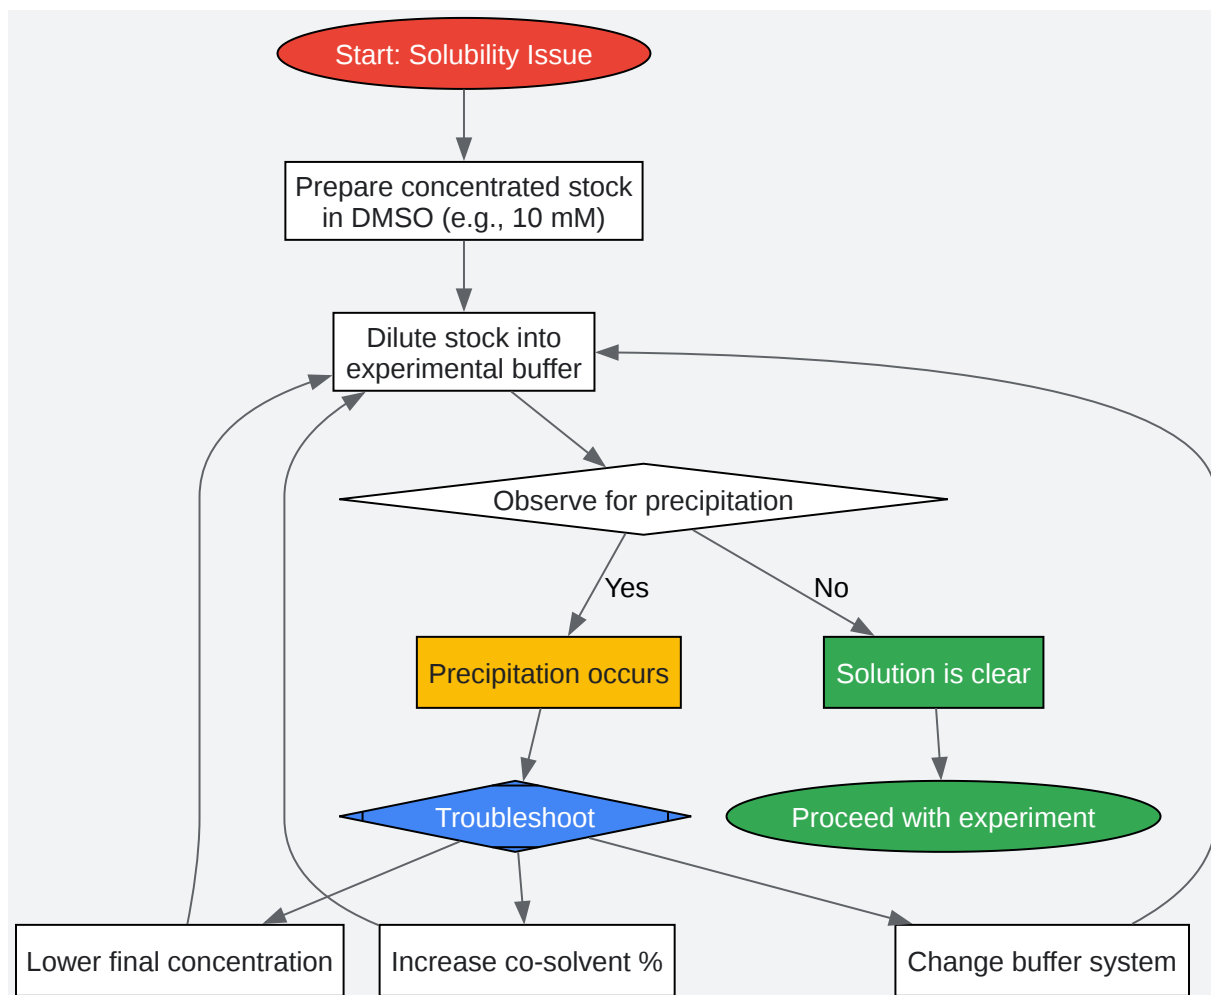 Start: Solubility Issue
Prepare concentrated stock
in DMSO (e.g., 10 mM)
Dilute stock into
experimental buffer
Observe for precipitation
Yes
No
Precipitation occurs
Solution is clear
Troubleshoot
Proceed with experiment
Lower final concentration
Increase co-solvent %
Change buffer system